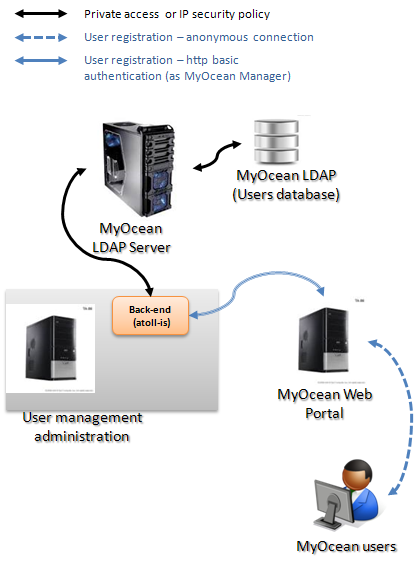 Private access or IP security policy
User registration – anonymous connection
User registration – http basic
authentication (as MyOcean Manager)
MyOcean LDAP
(Users database)
MyOcean
LDAP Server
Back-end
(atoll-is)
MyOcean Web
Portal
User management
administration
MyOcean users